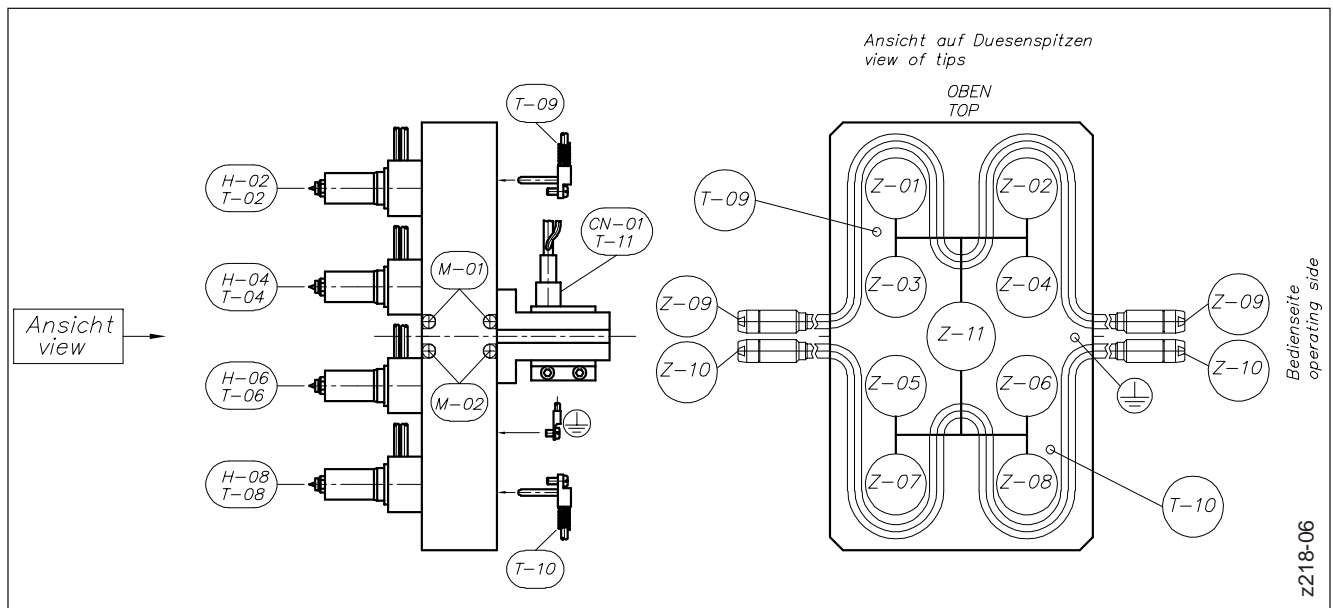 Ansicht auf Duesenspitzen
view of tips
OBEN
TOP
T-09
H-02
T-02
CN-01
T-11
H-04
T-04
M-01
Ansicht
view
H-06
T-06
M-02
H-08
T-08
T-10
T-09
Z-01
Z-02
Z-03
Z-04
Z-09
Z-09
Z-11
Z-10
Z-10
Z-05
Z-06
Z-07
Z-08
T-10
Bedienseite
operating side
z218-06